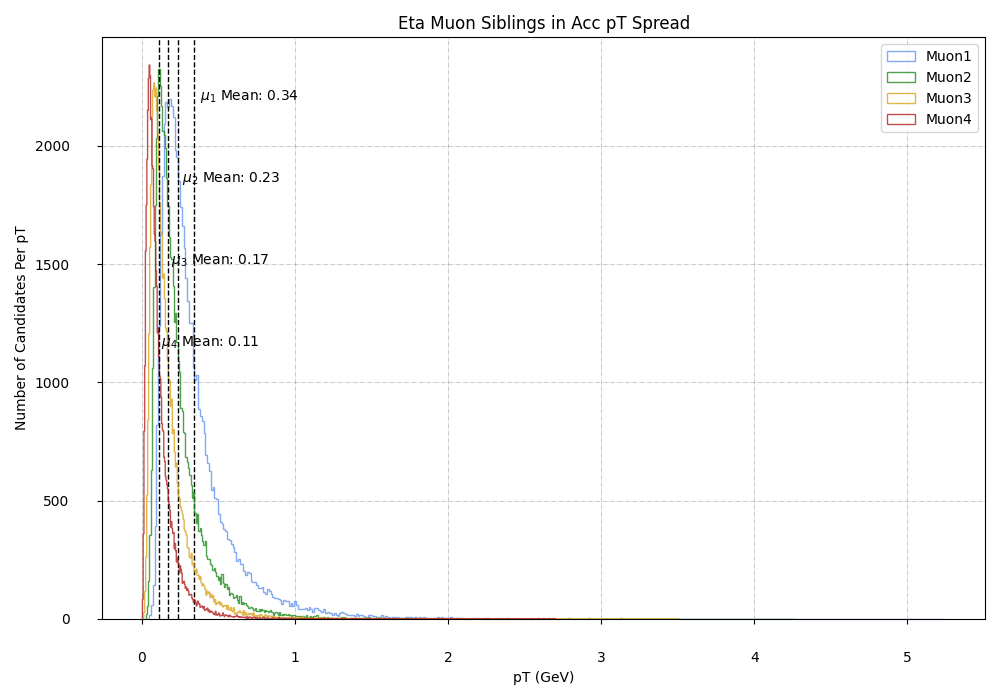 Eta Muon Siblings in Acc pT Spread
Muon1
Muon2
Muon3
Muon4
μ1 Mean: 0.34
μ2 Mean: 0.23
μ3 Mean: 0.17
μ4 Mean: 0.11
Number of Candidates Per pT
2000
1500
1000
500
0
0 1 2 3 4 5
pT (GeV)